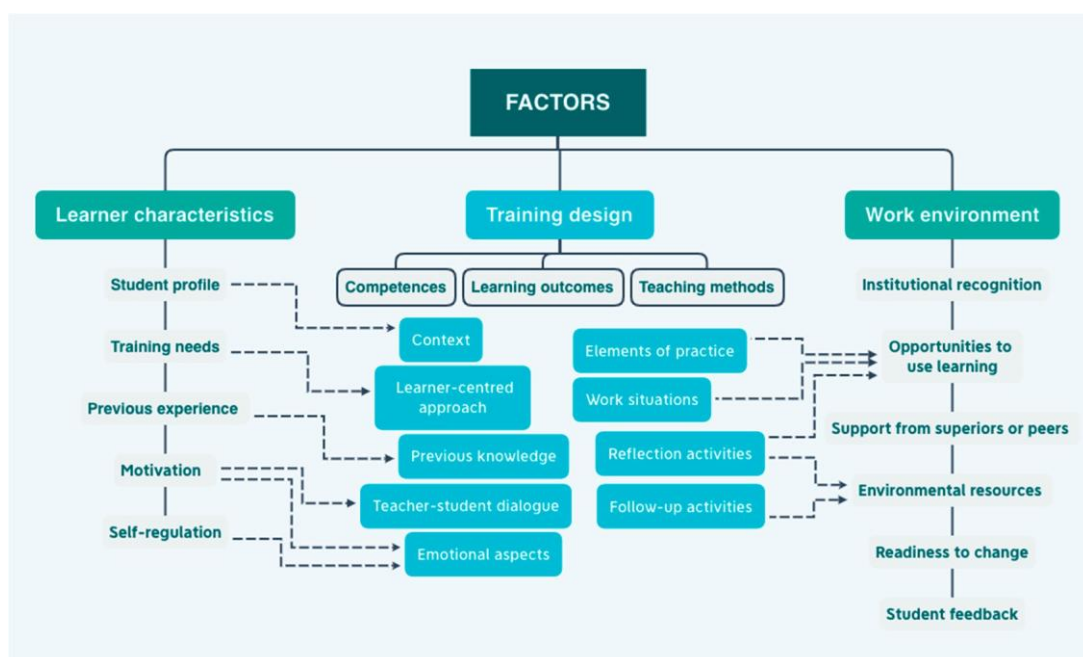 FACTORS
Learner characteristics
Training design
Work environment
Student profile
Training needs
Previous experience
Motivation
Self-regulation
Competences
Learning outcomes
Teaching methods
Context
Learner-centred
approach
Previous knowledge
Teacher-student dialogue
Emotional aspects
Elements of practice
Work situations
Reflection activities
Follow-up activities
Institutional recognition
Opportunities to
use learning
Support from superiors or peers
Environmental resources
Readiness to change
Student feedback